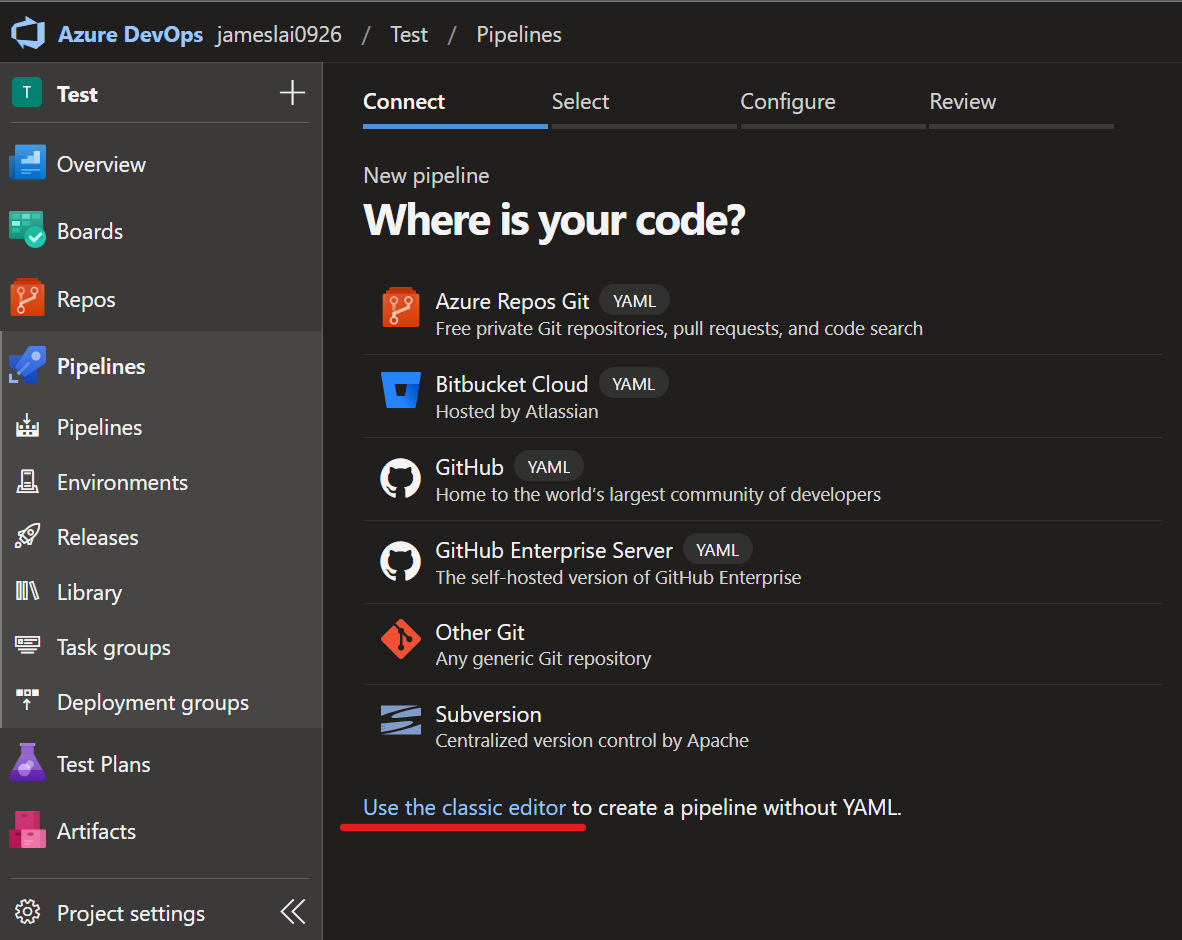 Azure DevOps jameslai0926 / Test / Pipelines
T Test
Overview
Boards
Repos
Pipelines
Pipelines
Environments
Releases
Library
Task groups
Deployment groups
Test Plans
Artifacts
Project settings
Connect Select Configure Review
New pipeline
Where is your code?
Azure Repos Git YAML
Free private Git repositories, pull requests, and code search
Bitbucket Cloud YAML
Hosted by Atlassian
GitHub YAML
Home to the world’s largest community of developers
GitHub Enterprise Server YAML
The self-hosted version of GitHub Enterprise
Other Git
Any generic Git repository
Subversion
Centralized version control by Apache
Use the classic editor to create a pipeline without YAML.